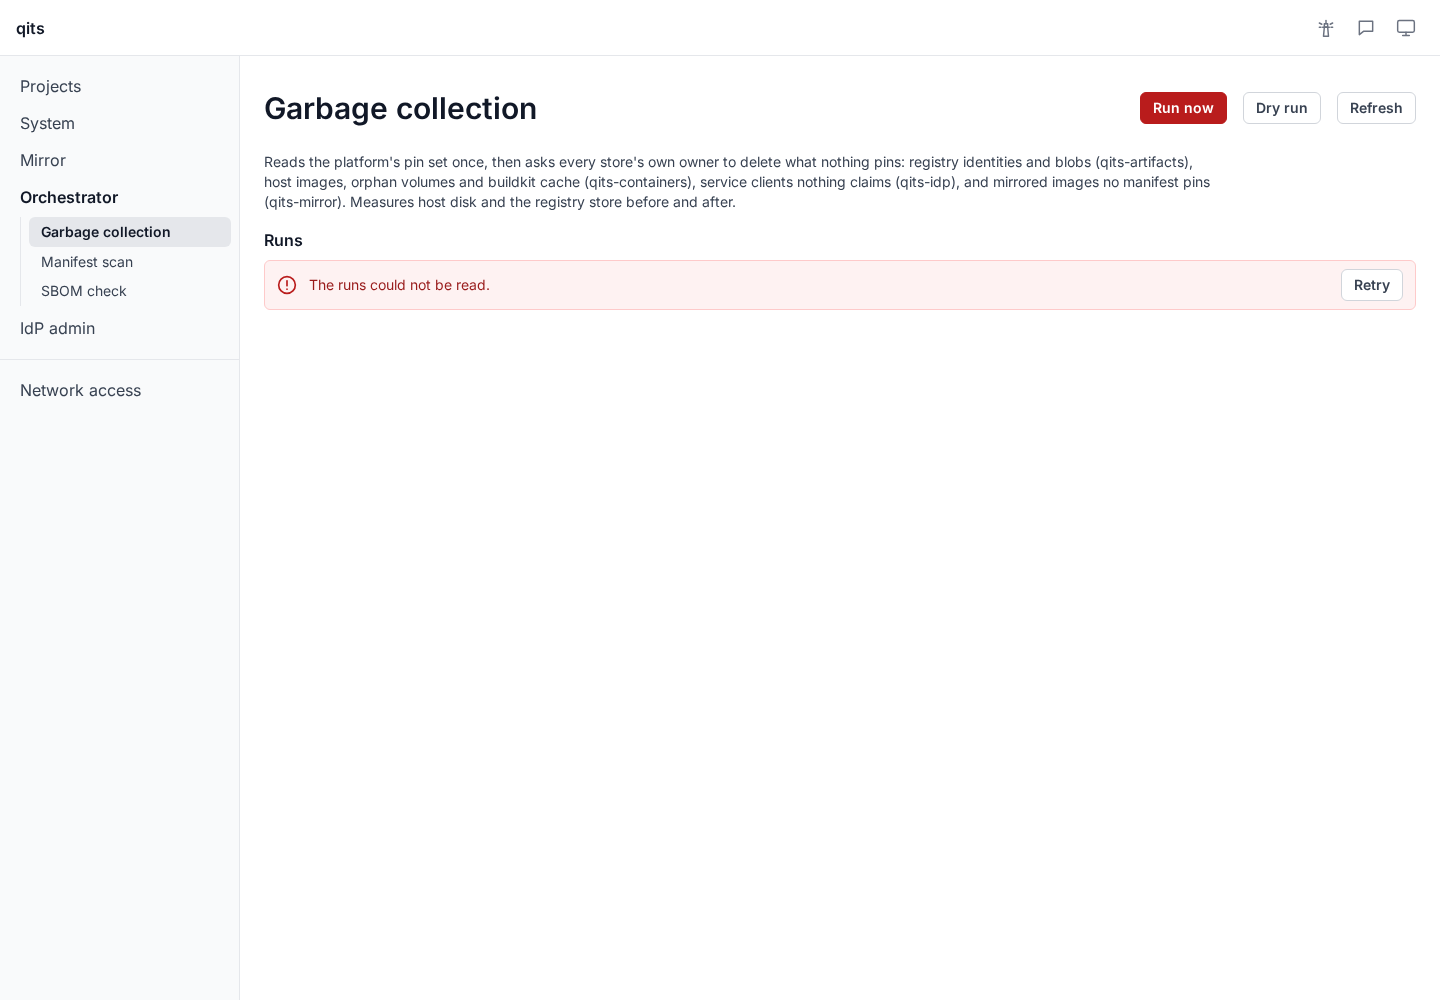 qits
Projects
System
Mirror
Orchestrator
Garbage collection
Manifest scan
SBOM check
IdP admin
Network access
Garbage collection
Run now
Dry run
Refresh
Reads the platform's pin set once, then asks every store's own owner to delete what nothing pins: registry identities and blobs (qits-artifacts),
host images, orphan volumes and buildkit cache (qits-containers), service clients nothing claims (qits-idp), and mirrored images no manifest pins
(qits-mirror). Measures host disk and the registry store before and after.
Runs
The runs could not be read.
Retry